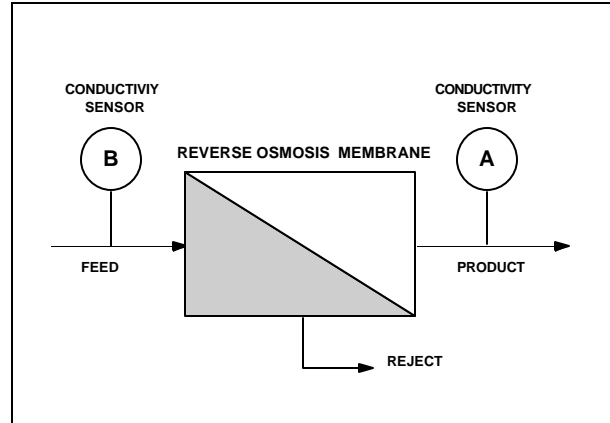 CONDUCTIVIY
SENSOR
CONDUCTIVITY
SENSOR
B
REVERSE OSMOSIS MEMBRANE
A
FEED
PRODUCT
REJECT